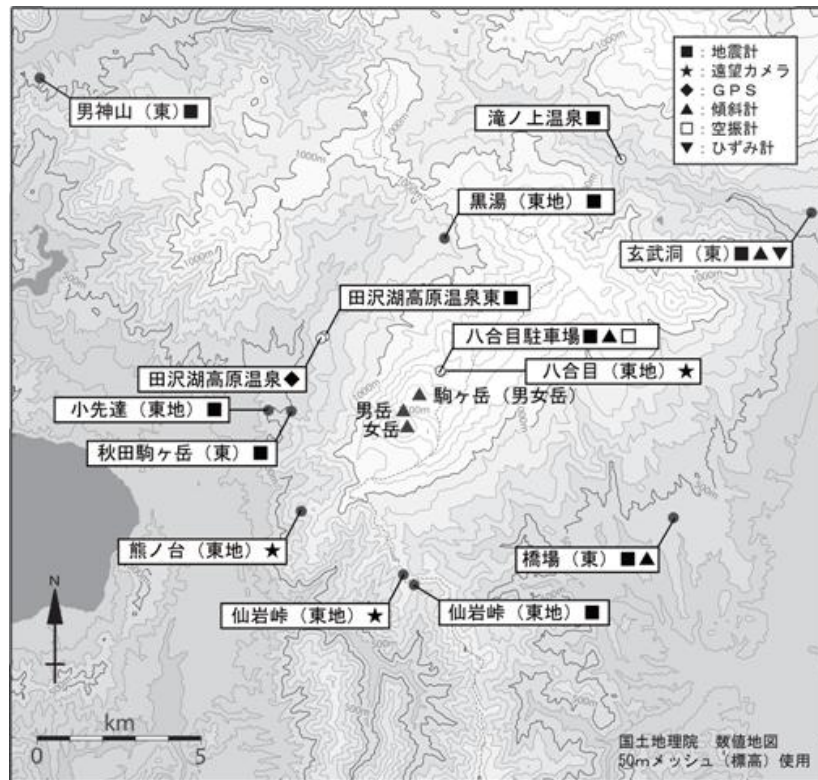 ■：地震計
★：遠望カメラ
◆：ＧＰＳ
▲：傾斜計
□：空振計
▼：ひずみ計
1000m
男神山（東）■
滝ノ上温泉■
黒湯（東地）■
玄武洞（東）■▲▼
田沢湖高原温泉東■
八合目駐車場■▲□
八合目（東地）★
田沢湖高原温泉◆
駒ヶ岳（男女岳）
小先達（東地）■
男岳
女岳
秋田駒ヶ岳（東）■
熊ノ台（東地）★
橋場（東）■▲
仙岩峠（東地）★
仙岩峠（東地）■
500m
N
km
0 5
国土地理院 数値地図
50mメッシュ（標高）使用